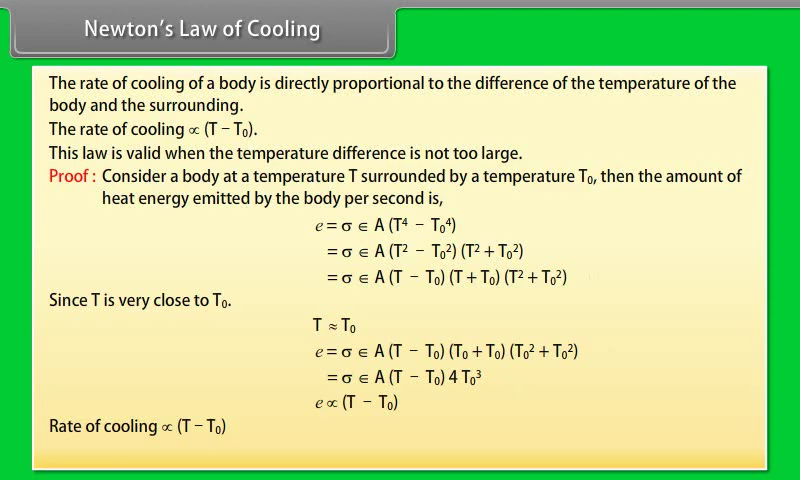 Newton's Law of Cooling
The rate of cooling of a body is directly proportional to the difference of the temperature of the
body and the surrounding.
The rate of cooling ∝ (T − T₀).
This law is valid when the temperature difference is not too large.
Proof : Consider a body at a temperature T surrounded by a temperature T₀, then the amount of
heat energy emitted by the body per second is,
e = σ ∈ A (T⁴ − T₀⁴)
= σ ∈ A (T² − T₀²) (T² + T₀²)
= σ ∈ A (T − T₀) (T + T₀) (T² + T₀²)
Since T is very close to T₀.
T ≈ T₀
e = σ ∈ A (T − T₀) (T₀ + T₀) (T₀² + T₀²)
= σ ∈ A (T − T₀) 4 T₀³
e ∝ (T − T₀)
Rate of cooling ∝ (T − T₀)